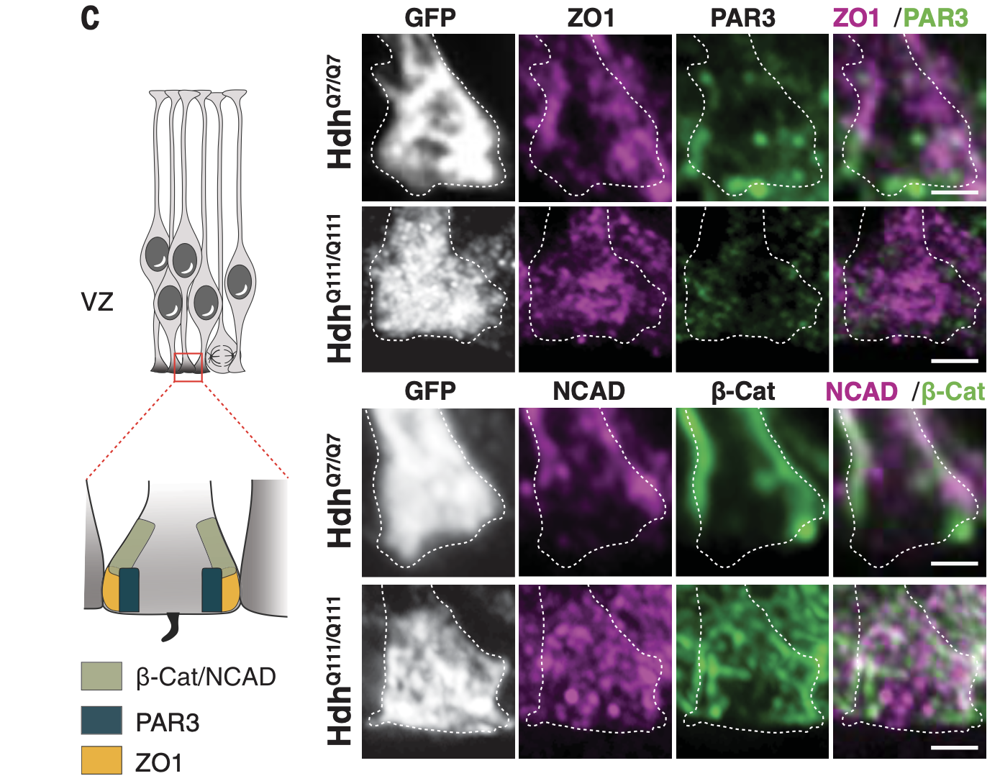 C
GFP ZO1 PAR3 ZO1 /PAR3
HdhQ7/Q7
HdhQ111/Q111
VZ
GFP NCAD β-Cat NCAD /β-Cat
HdhQ7/Q7
HdhQ111/Q111
β-Cat/NCAD
PAR3
ZO1